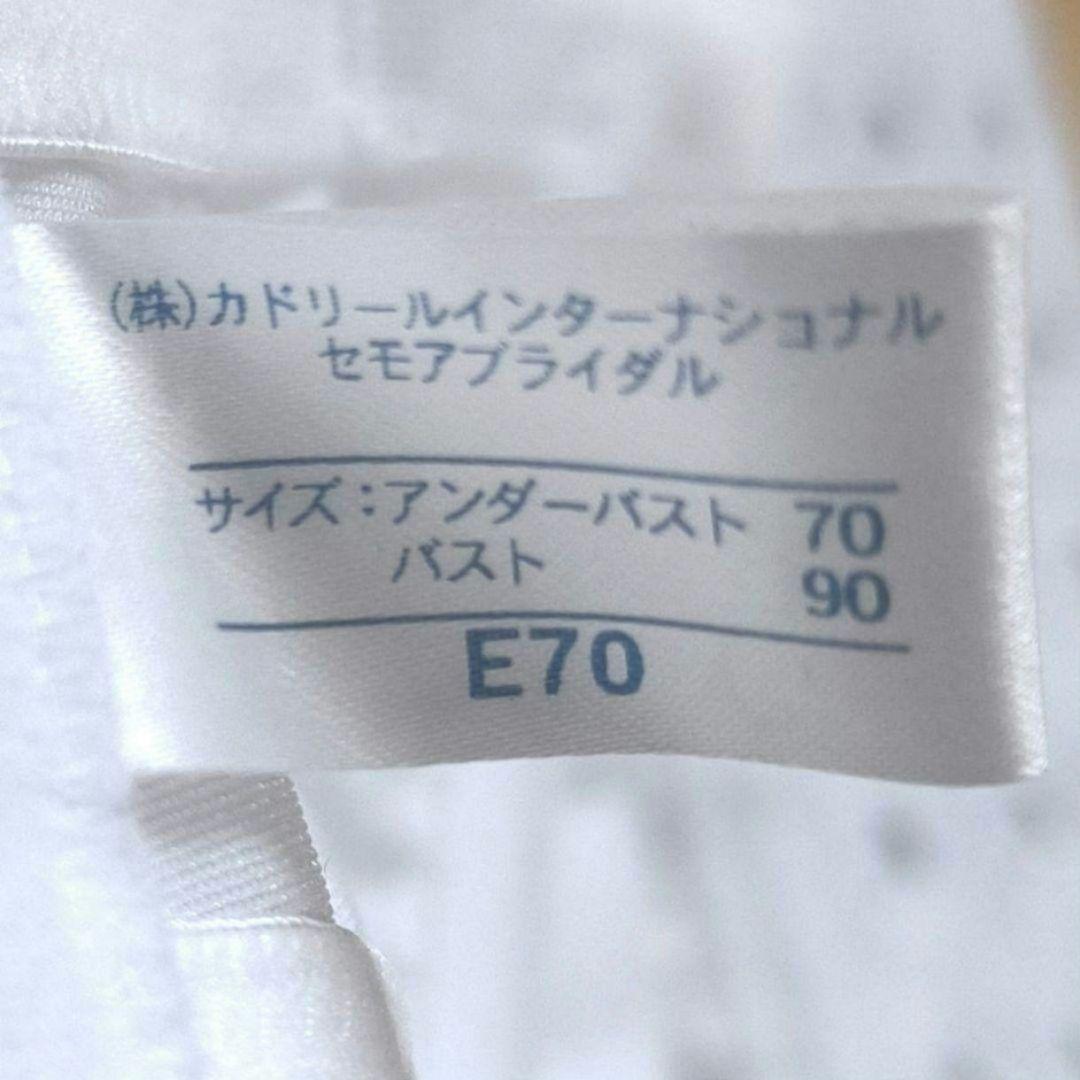 (株)カドリールインターナショナル
セモアブライダル
サイズ：アンダーバスト 70
バスト 90
E70